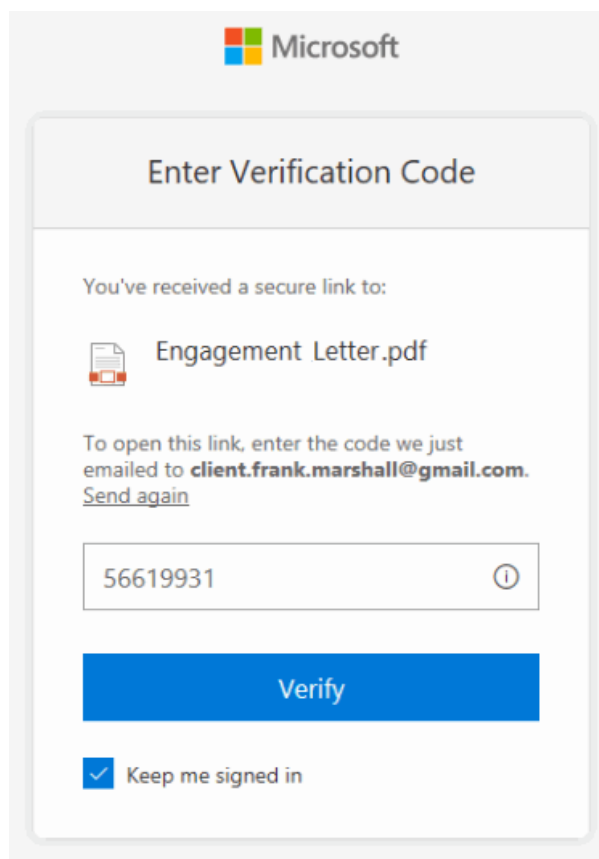 Microsoft
Enter Verification Code
You've received a secure link to:
Engagement Letter.pdf
To open this link, enter the code we just
emailed to client.frank.marshall@gmail.com.
Send again
56619931
Verify
Keep me signed in